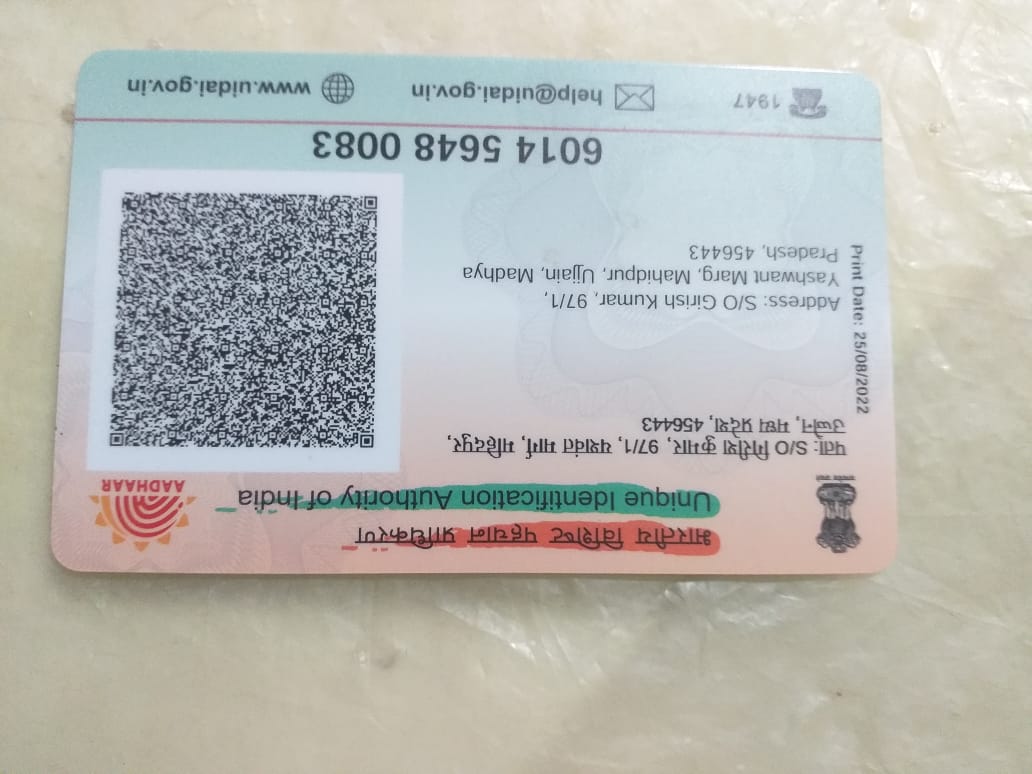 भारतीय विशिष्ट पहचान प्राधिकरण
Unique Identification Authority of India
AADHAAR
पता: S/O गिरीश कुमार, 97/1, यशवंत मार्ग, महिदपुर,
उज्जैन, मध्य प्रदेश, 456443
Print Date: 25/08/2022
Address: S/O Girish Kumar, 97/1,
Yashwant Marg, Mahidpur, Ujjain, Madhya
Pradesh, 456443
6014 5648 0083
1947
help@uidai.gov.in
www.uidai.gov.in